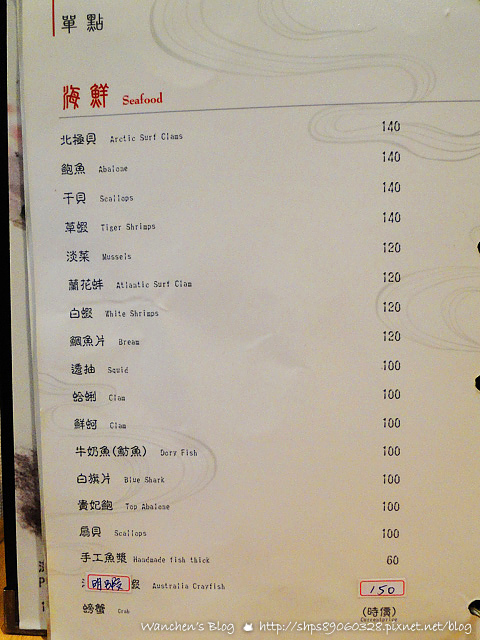 單點
海鮮 Seafood
北極貝 Arctic Surf Clams 140
鮑魚 Abalone 140
干貝 Scallops 140
草蝦 Tiger Shrimps 140
淡菜 Mussels 120
蘭花蚌 Atlantic Surf Clam 120
白蝦 White Shrimps 120
鯛魚片 Bream 120
透抽 Squid 100
蛤蜊 Clam 100
鮮蚵 Clam 100
牛奶魚(魴魚) Dory Fish 100
白旗片 Blue Shark 100
貴妃鮑 Top Abalone 100
扇貝 Scallops 100
手工魚漿 Handmade fish thick 60
明蝦 蝦 Australia Crayfish 150
螃蟹 Crab (時價)
Wanchen's Blog http://shps89060328.pixnet.net/blog